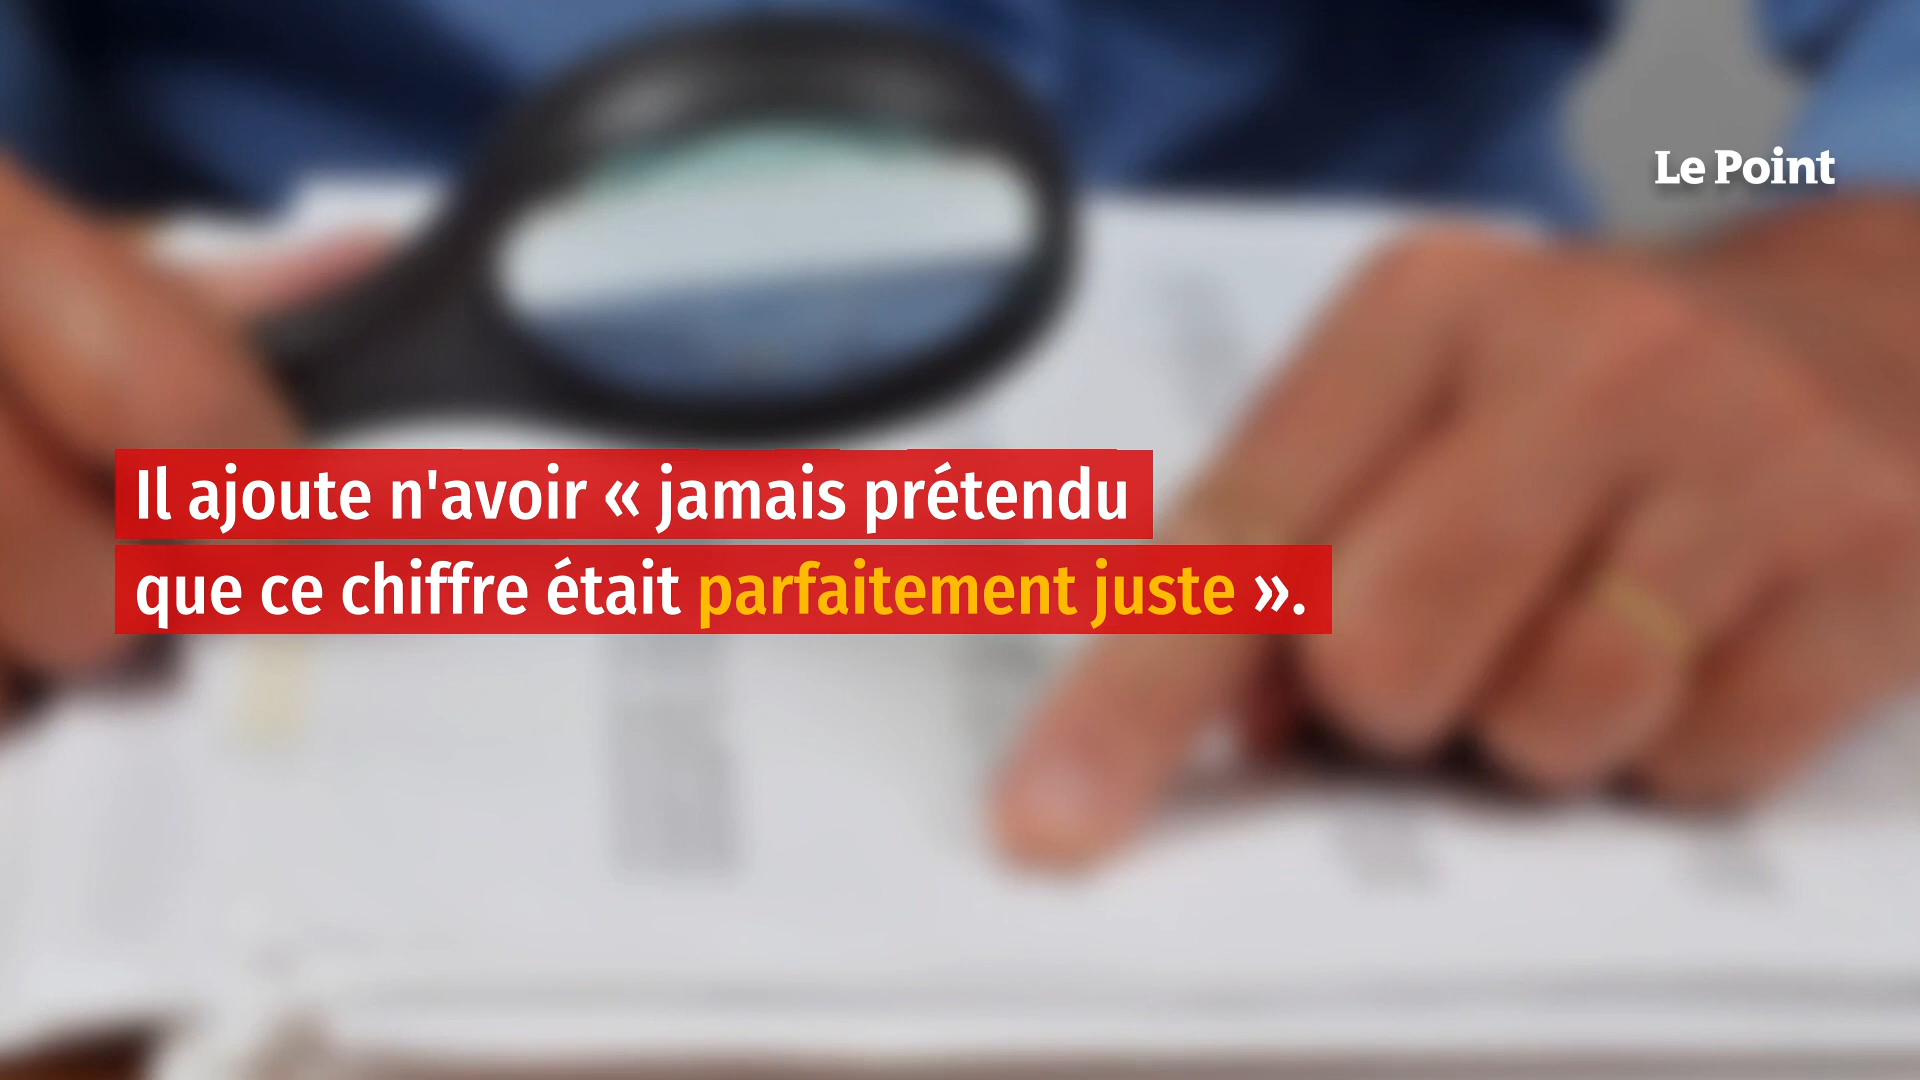 Le Point
Il ajoute n'avoir « jamais prétendu
que ce chiffre était parfaitement juste ».